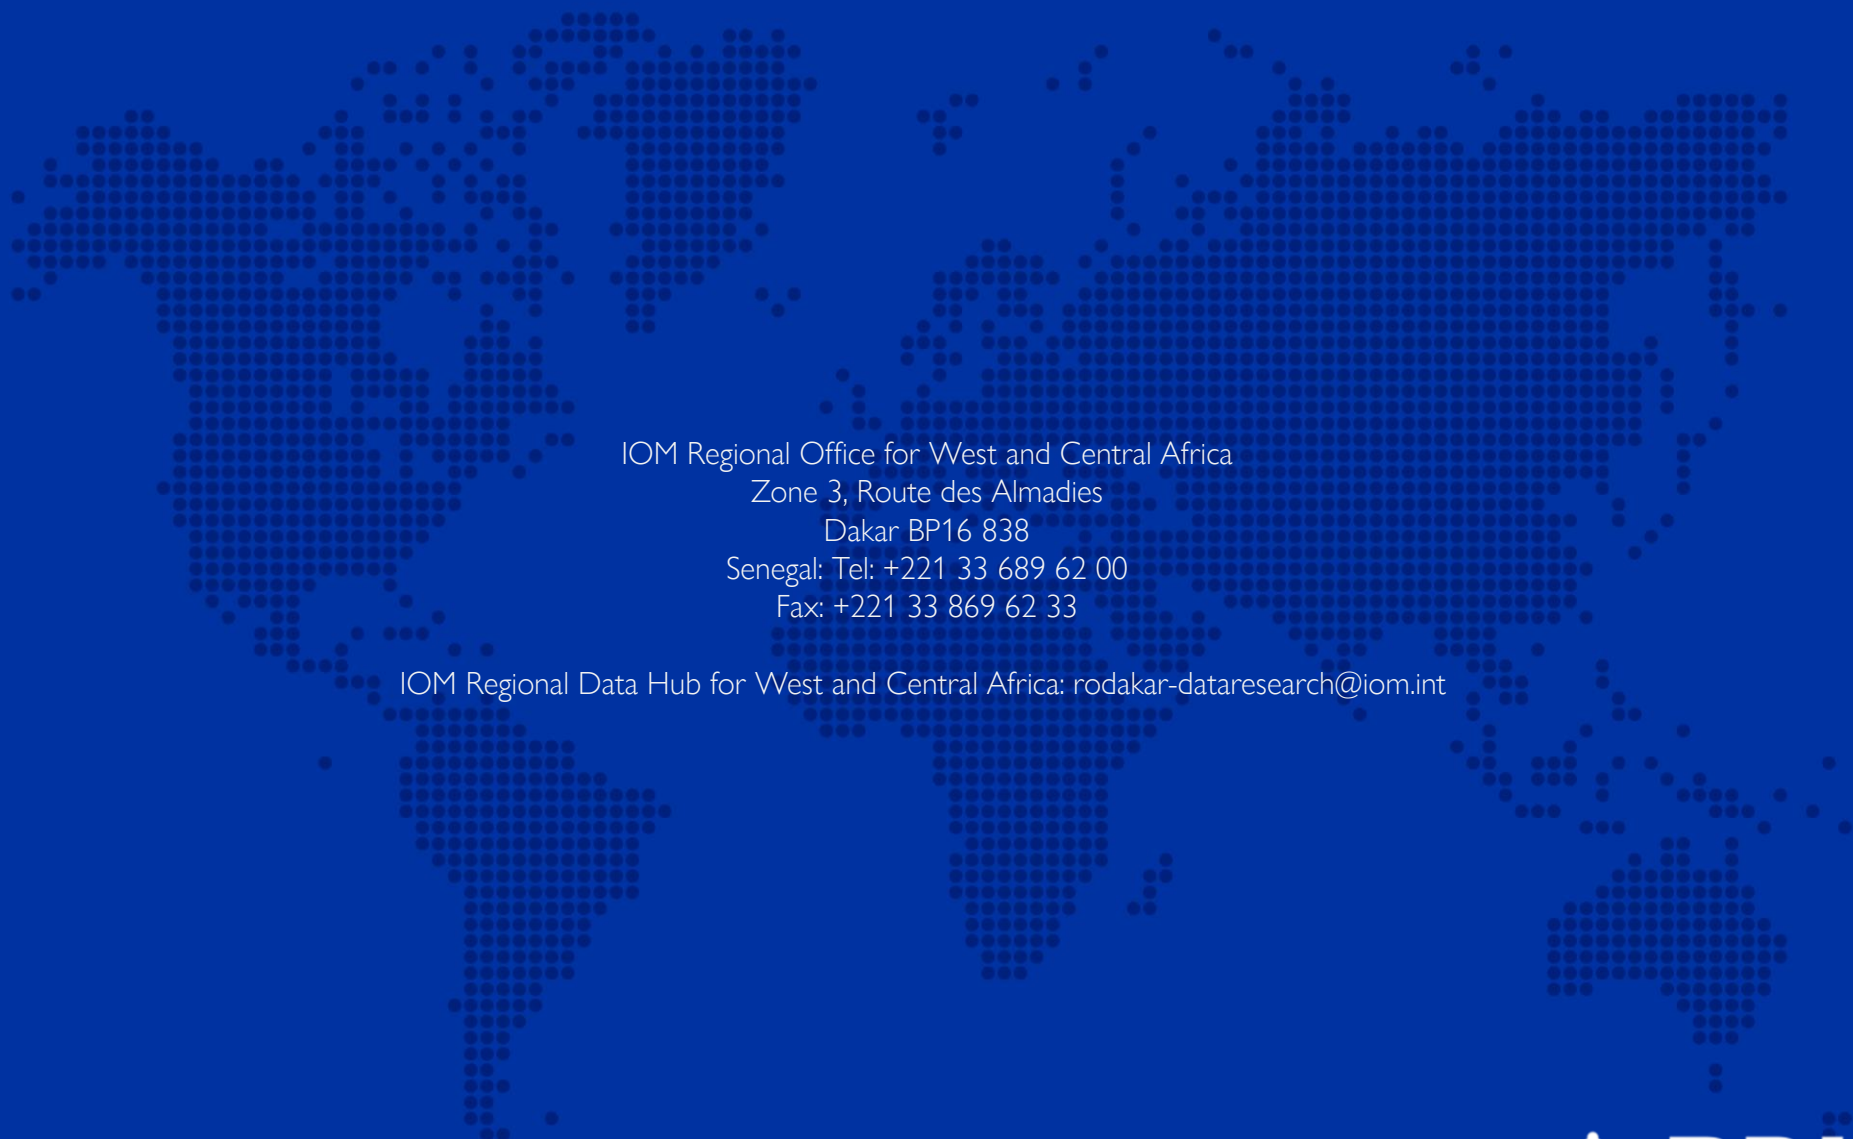 IOM Regional Office for West and Central Africa
Zone 3, Route des Almadies
Dakar BP16 838
Senegal: Tel: +221 33 689 62 00
Fax: +221 33 869 62 33
IOM Regional Data Hub for West and Central Africa: rodakar-dataresearch@iom.int